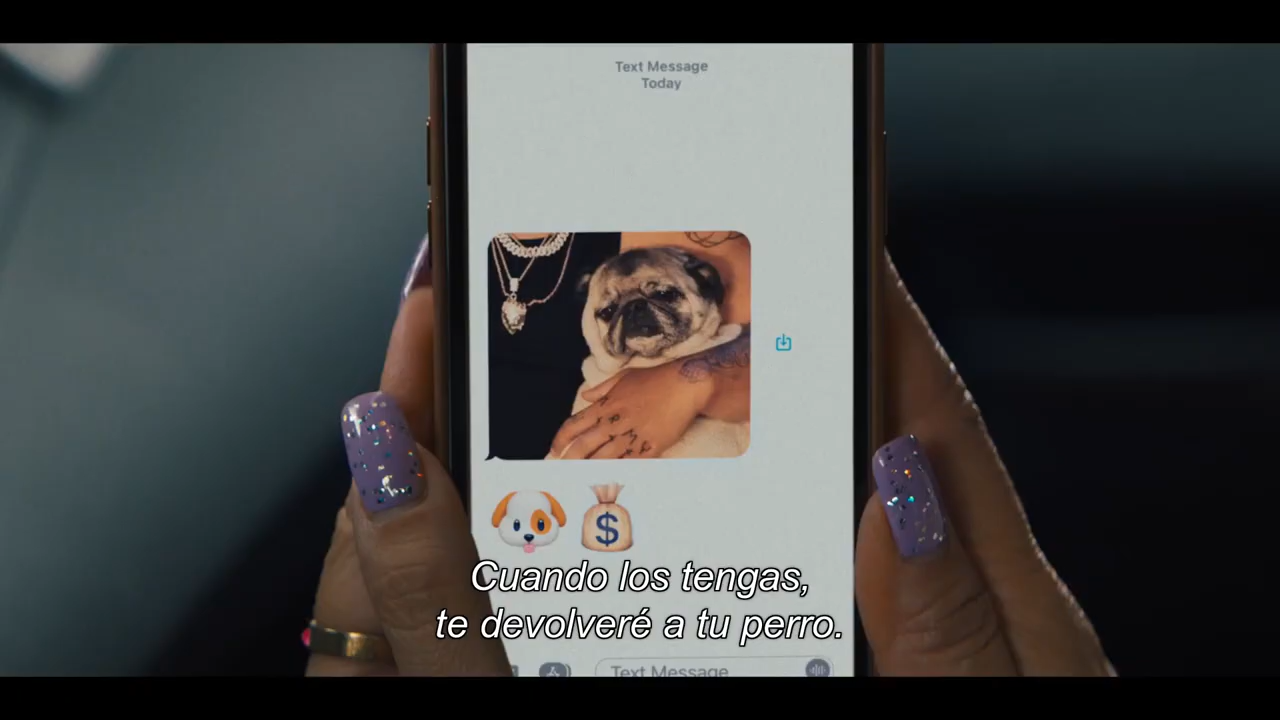 Text Message
Today
$
Cuando los tengas,
te devolveré a tu perro.
Text Message